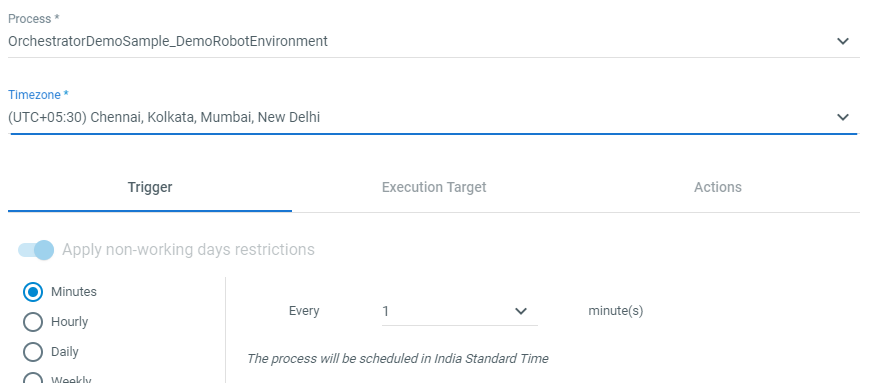 Process *
OrchestratorDemoSample_DemoRobotEnvironment
Timezone *
(UTC+05:30) Chennai, Kolkata, Mumbai, New Delhi
Trigger Execution Target Actions
Apply non-working days restrictions
Minutes
Every 1 minute(s)
Hourly
Daily
The process will be scheduled in India Standard Time
Weekly